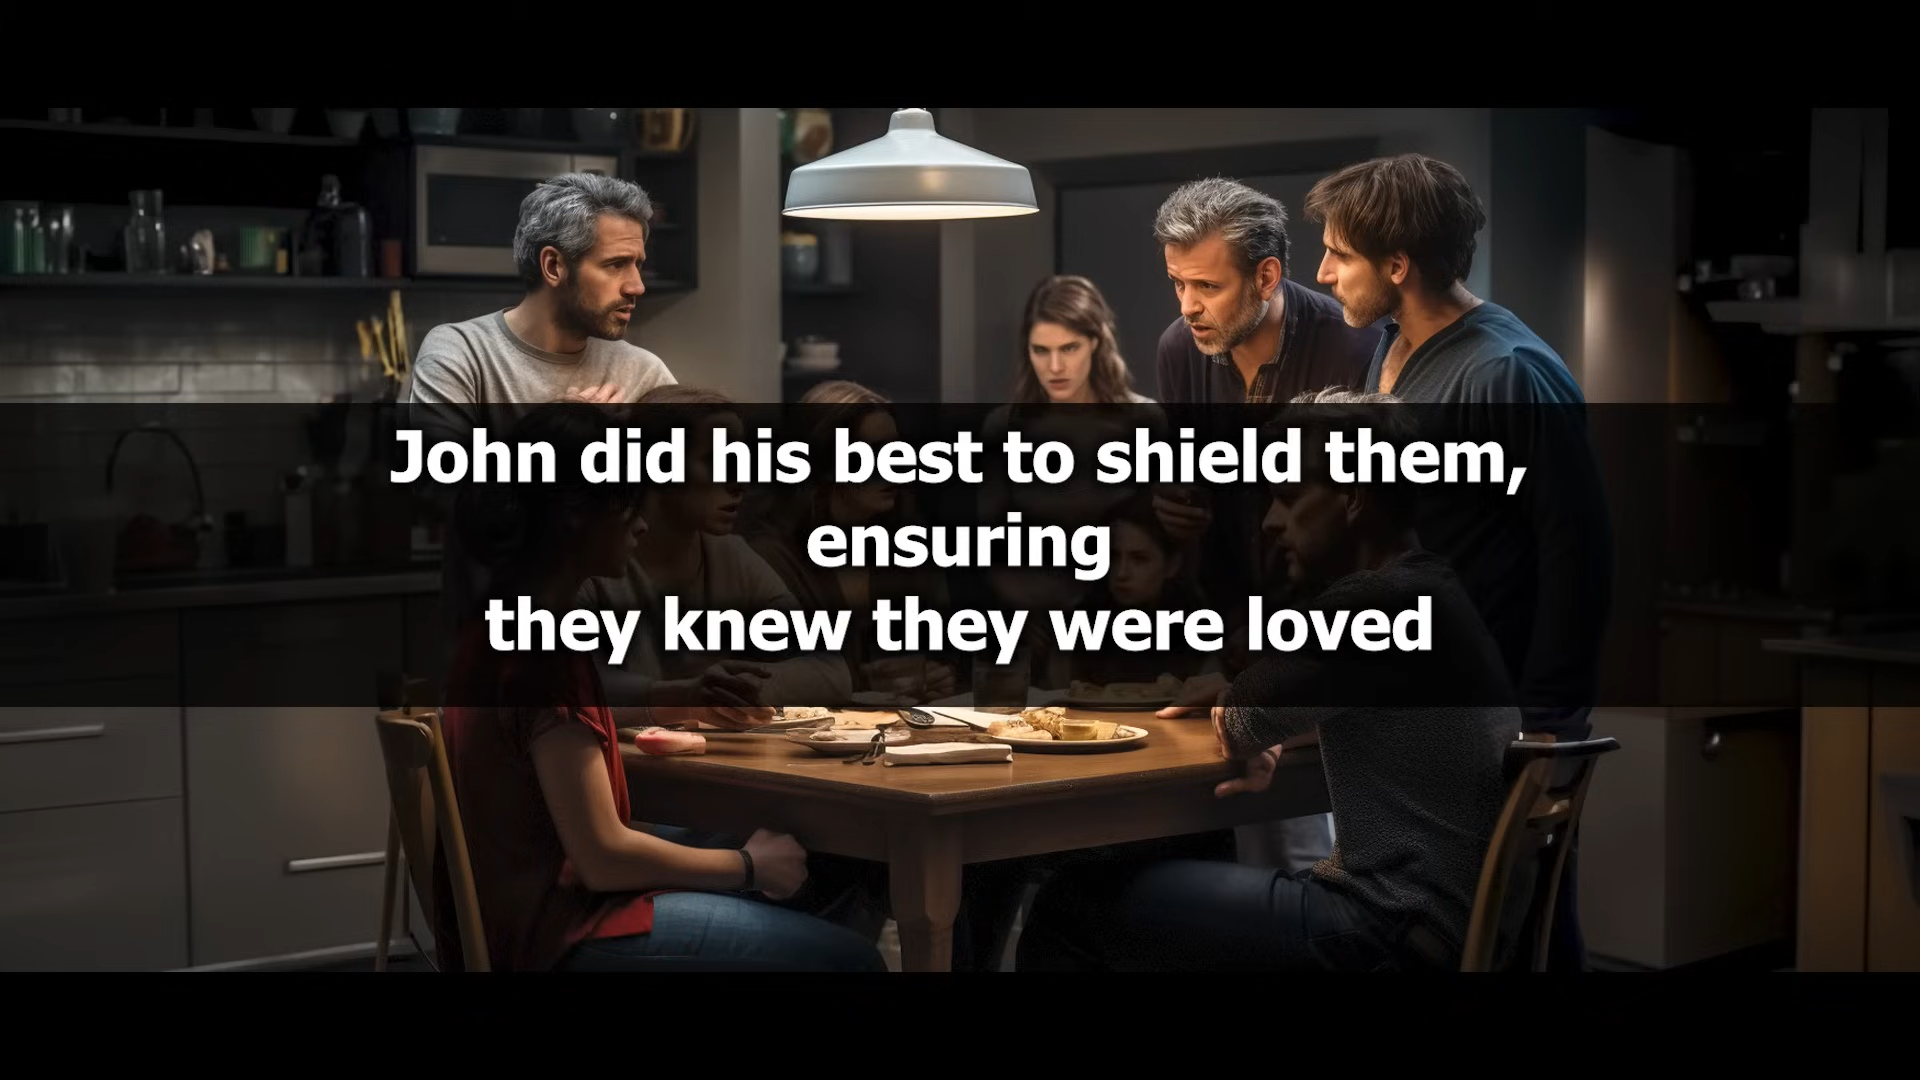 John did his best to shield them,
ensuring
they knew they were loved